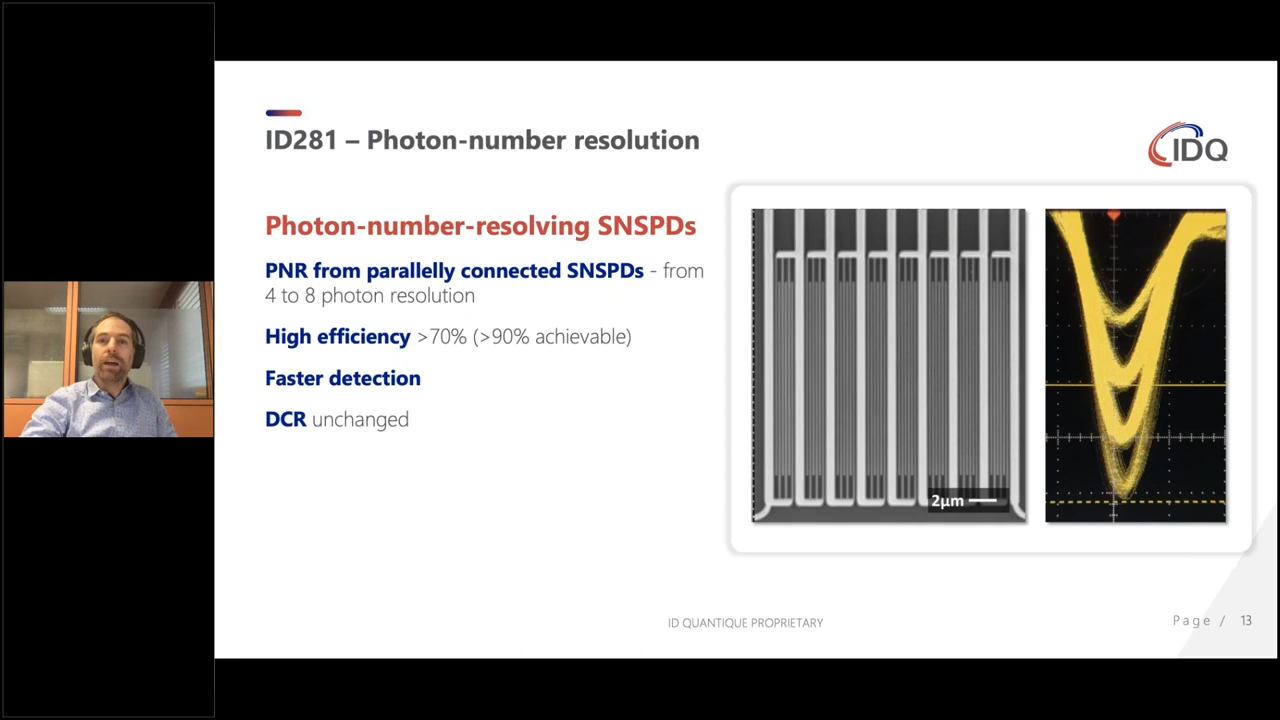 ID281 – Photon-number resolution
IDQ
Photon-number-resolving SNSPDs
PNR from parallelly connected SNSPDs - from
4 to 8 photon resolution
High efficiency >70% (>90% achievable)
Faster detection
DCR unchanged
2µm
ID QUANTIQUE PROPRIETARY
Page / 13